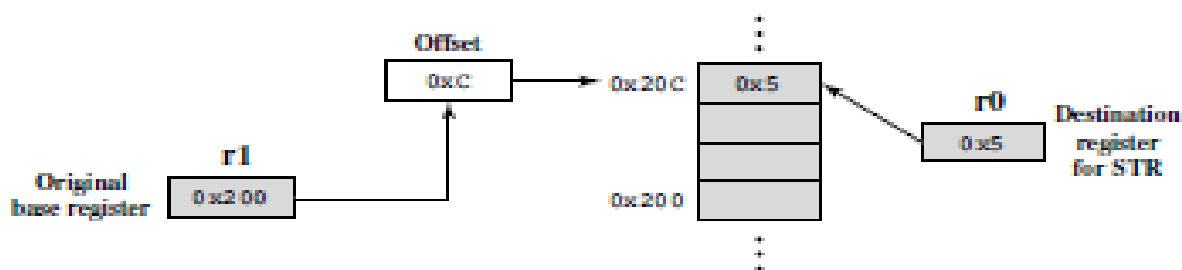 Offset
0xC
0x20C
0x5
r0
0x5
Destination
register
for STR
r1
Original
base register
0x200
0x200